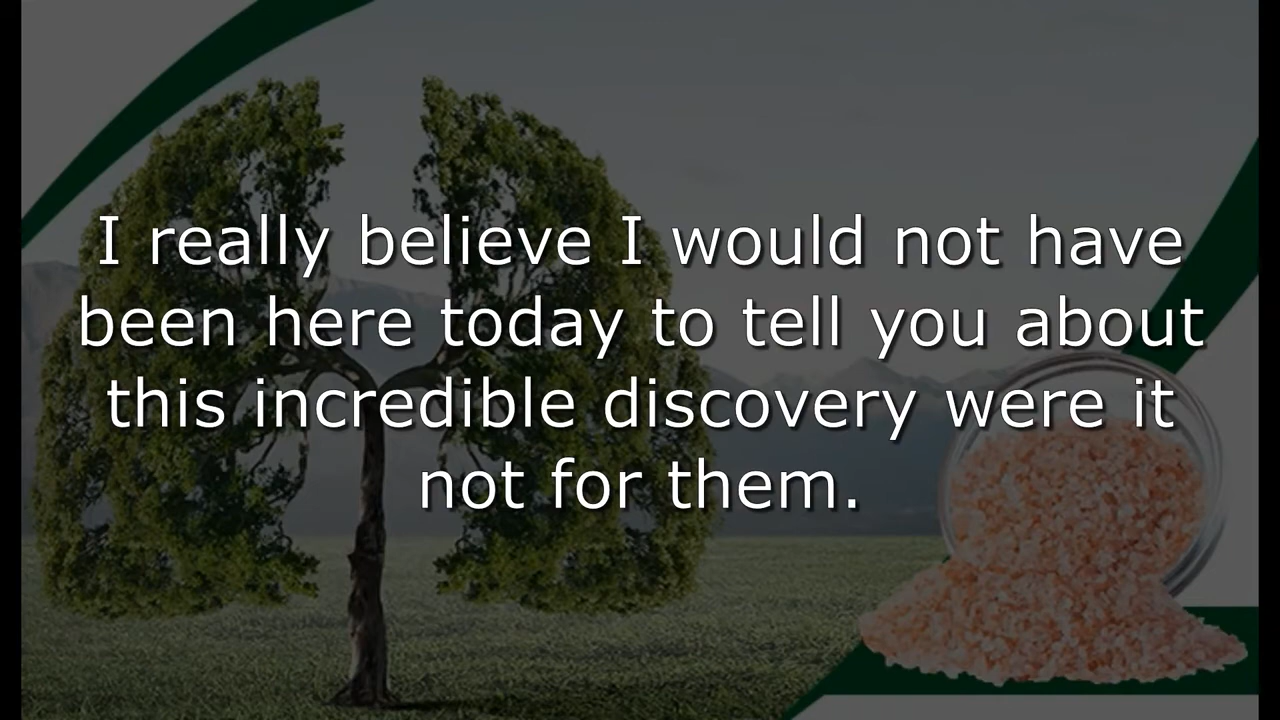 I really believe I would not have
been here today to tell you about
this incredible discovery were it
not for them.